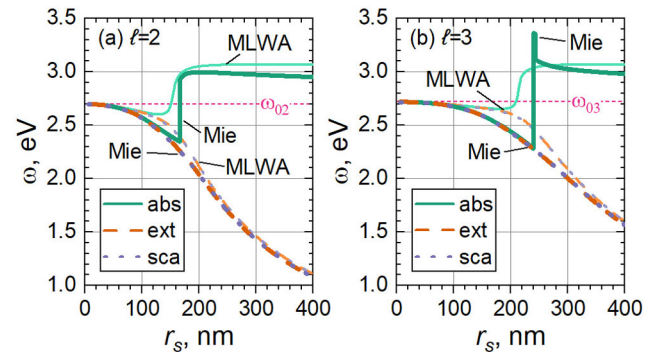 (a) ℓ=2
MLWA
ω02
Mie
Mie
MLWA
abs
ext
sca
ω, eV
3.5
3.0
2.5
2.0
1.5
1.0
0
100
200
300
400
rs, nm
(b) ℓ=3
Mie
MLWA
ω03
Mie
abs
ext
sca
ω, eV
3.5
3.0
2.5
2.0
1.5
1.0
0
100
200
300
400
rs, nm